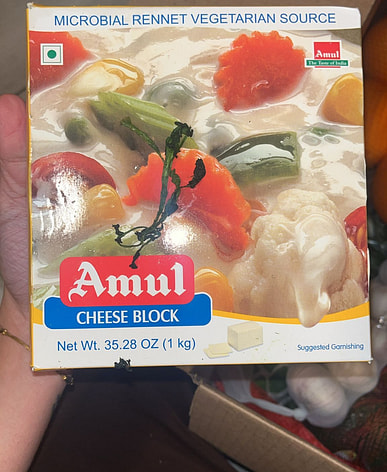 MICROBIAL RENNET VEGETARIAN SOURCE
Amul
The Taste of India
Amul
CHEESE BLOCK
Net Wt. 35.28 OZ (1 kg)
Suggested Garnishing